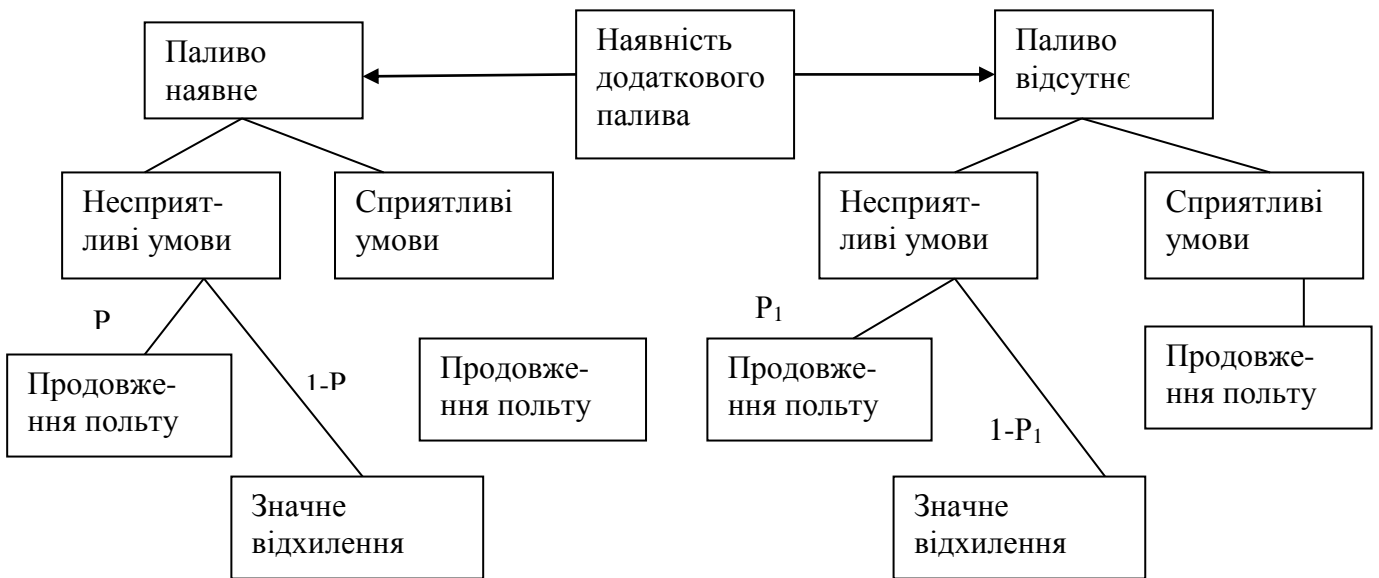 Паливо
наявне
Наявність
додаткового
палива
Паливо
відсутнє
Несприят-
ливі умови
Сприятливі
умови
Несприят-
ливі умови
Сприятливі
умови
P
1-P
P₁
1-P₁
Продовже-
ння польту
Продовже-
ння польту
Продовже-
ння польту
Продовже-
ння польту
Значне
відхилення
Значне
відхилення